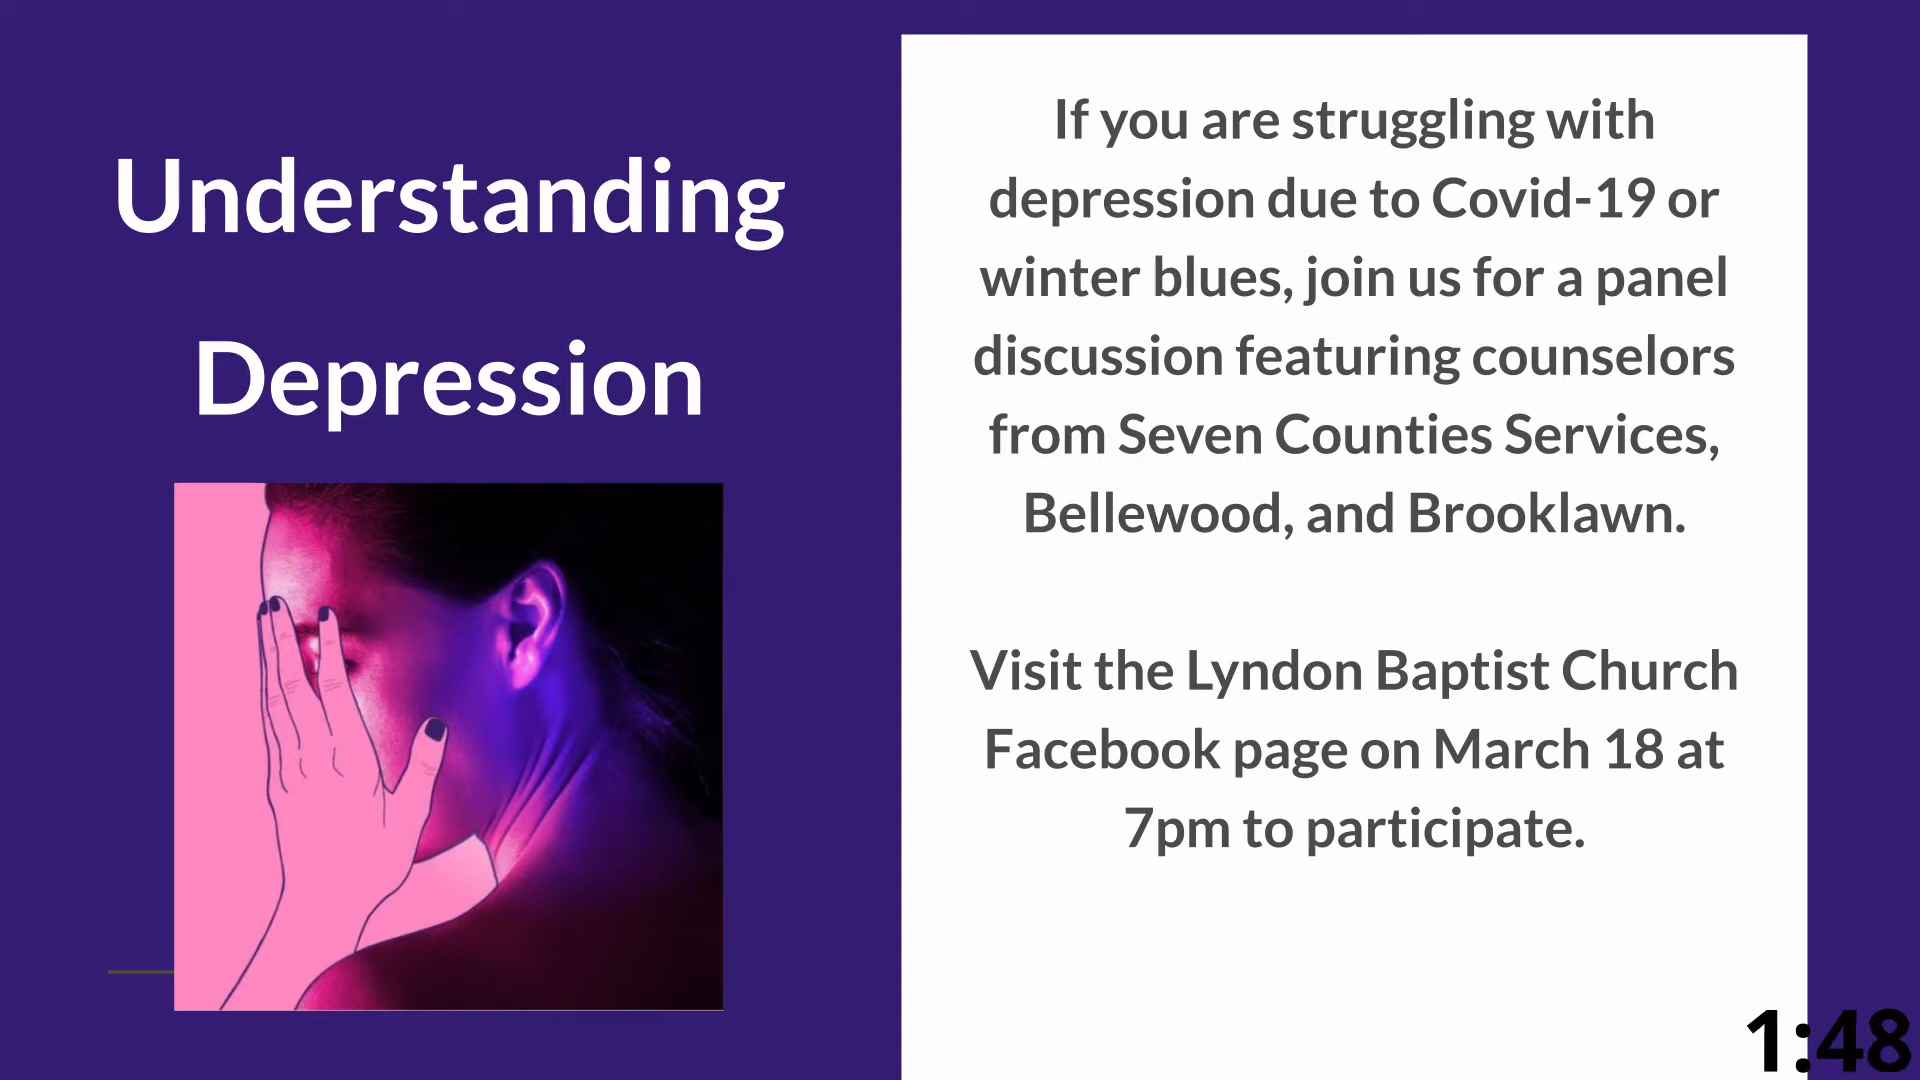 Understanding
Depression
If you are struggling with
depression due to Covid-19 or
winter blues, join us for a panel
discussion featuring counselors
from Seven Counties Services,
Bellewood, and Brooklawn.
Visit the Lyndon Baptist Church
Facebook page on March 18 at
7pm to participate.
1:48